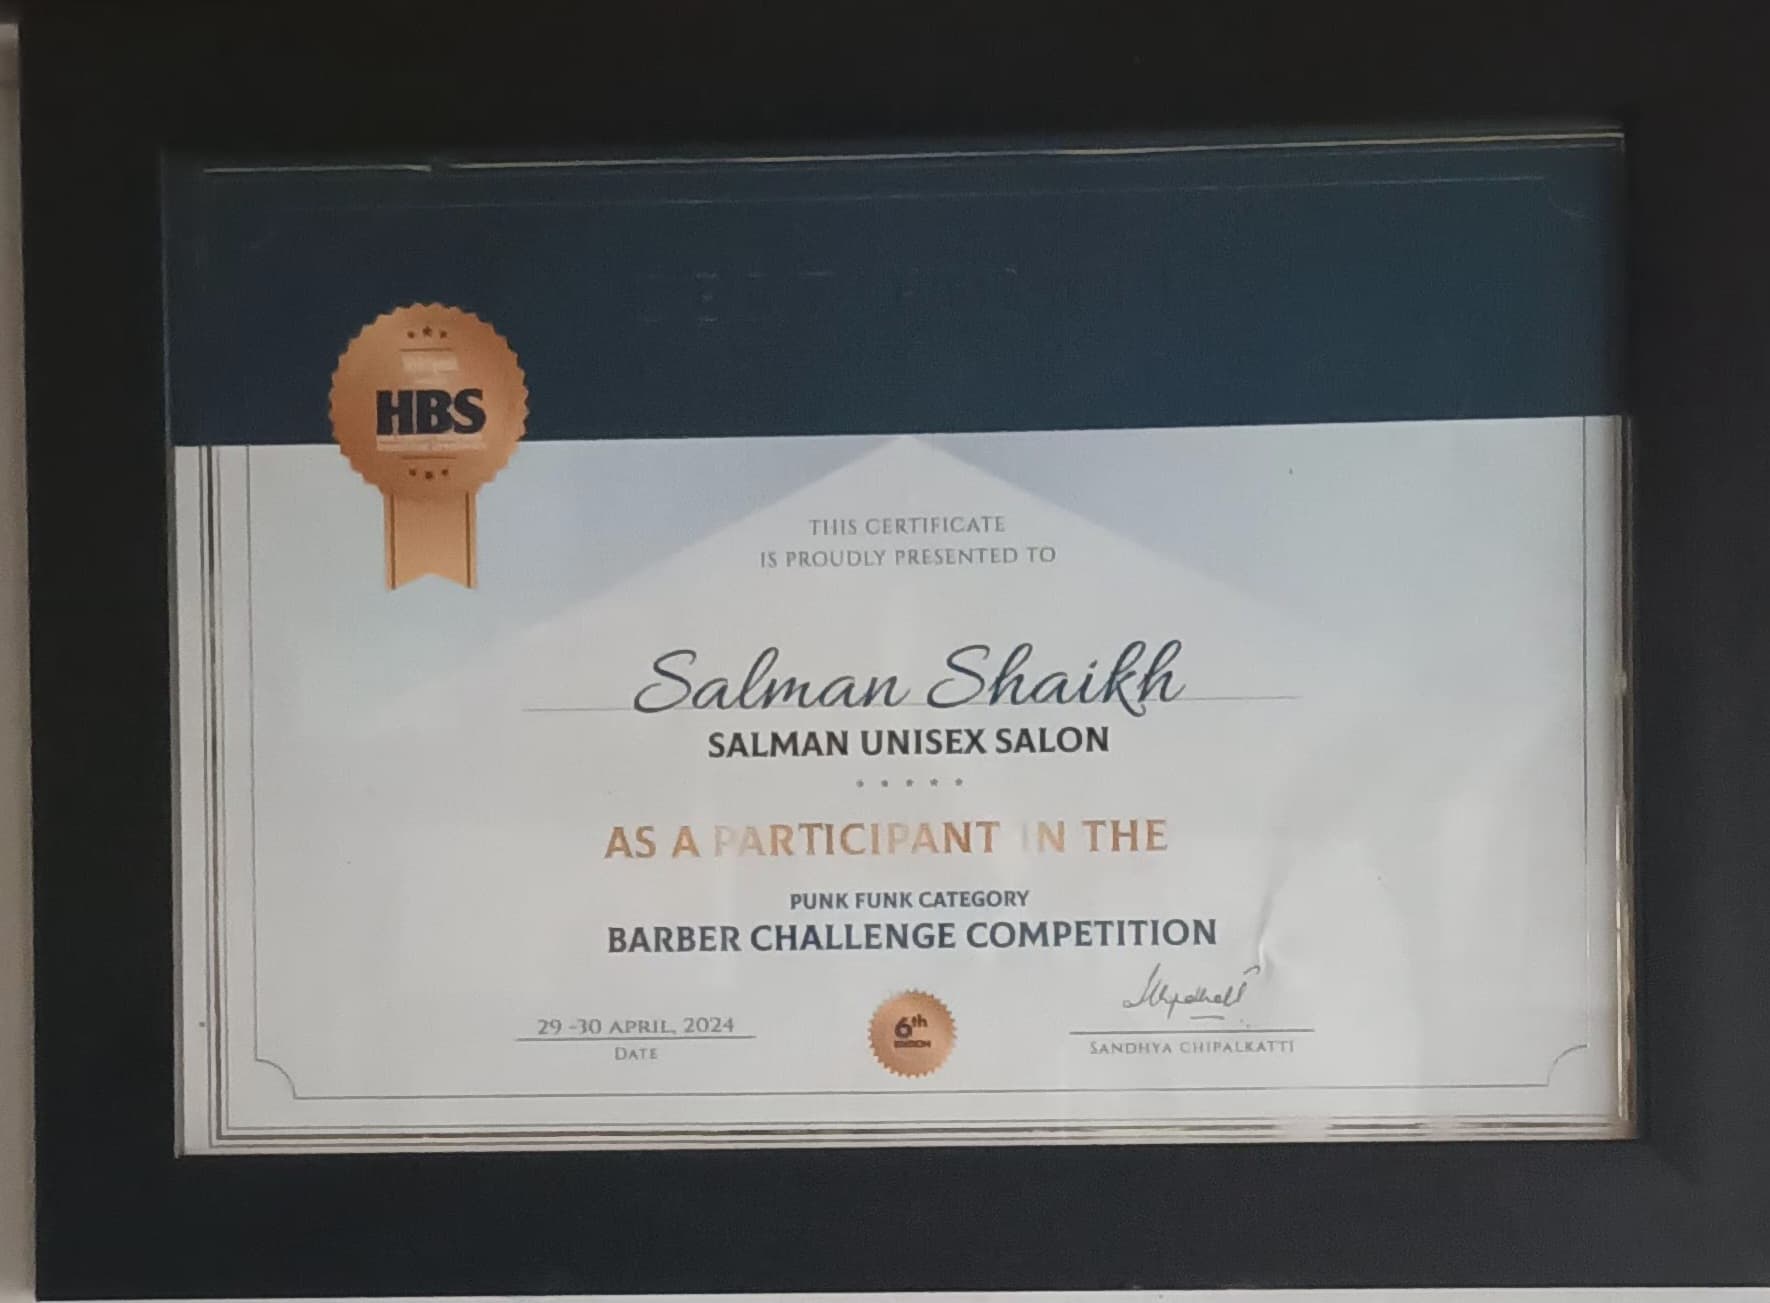 HBS
THIS CERTIFICATE
IS PROUDLY PRESENTED TO
Salman Shaikh
SALMAN UNISEX SALON
AS A PARTICIPANT IN THE
PUNK FUNK CATEGORY
BARBER CHALLENGE COMPETITION
29 -30 APRIL, 2024
DATE
6th
EDITION
SANDHYA CHIPALKATTI